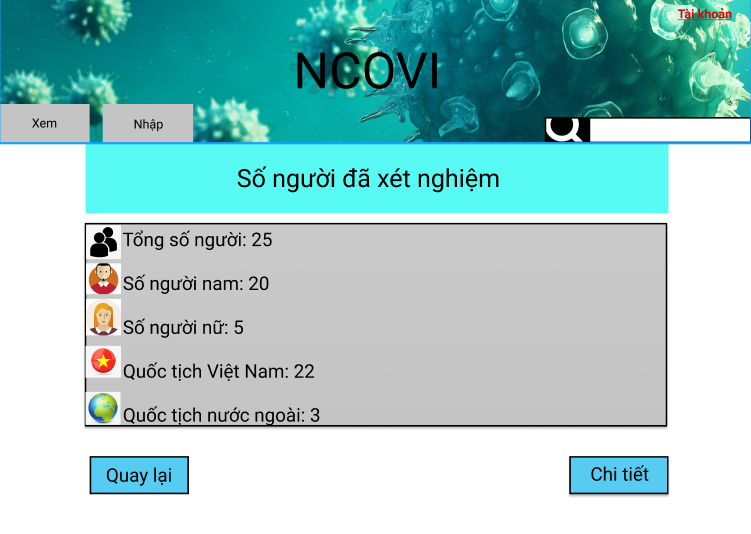 Tài khoản
NCOVI
Xem
Nhập
Số người đã xét nghiệm
Tổng số người: 25
Số người nam: 20
Số người nữ: 5
Quốc tịch Việt Nam: 22
Quốc tịch nước ngoài: 3
Quay lại
Chi tiết